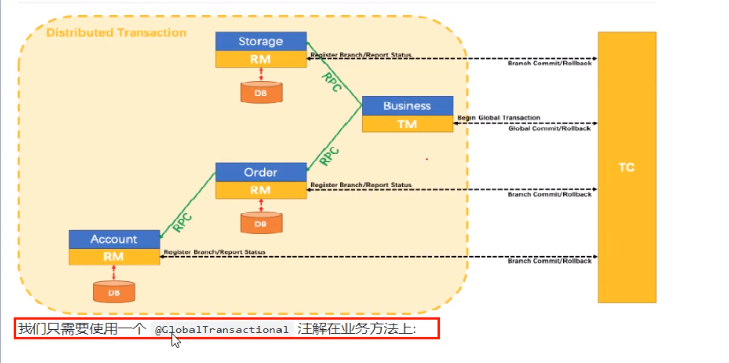 Distributed Transaction
Storage
RM
DB
Register Branch/Report Status
Branch Commit/Rollback
RPC
Business
TM
Begin Global Transaction
Global Commit/Rollback
TC
RPC
Order
RM
DB
Register Branch/Report Status
Branch Commit/Rollback
RPC
Account
RM
DB
Register Branch/Report Status
Branch Commit/Rollback
我们只需要使用一个 @GlobalTransactional 注解在业务方法上: